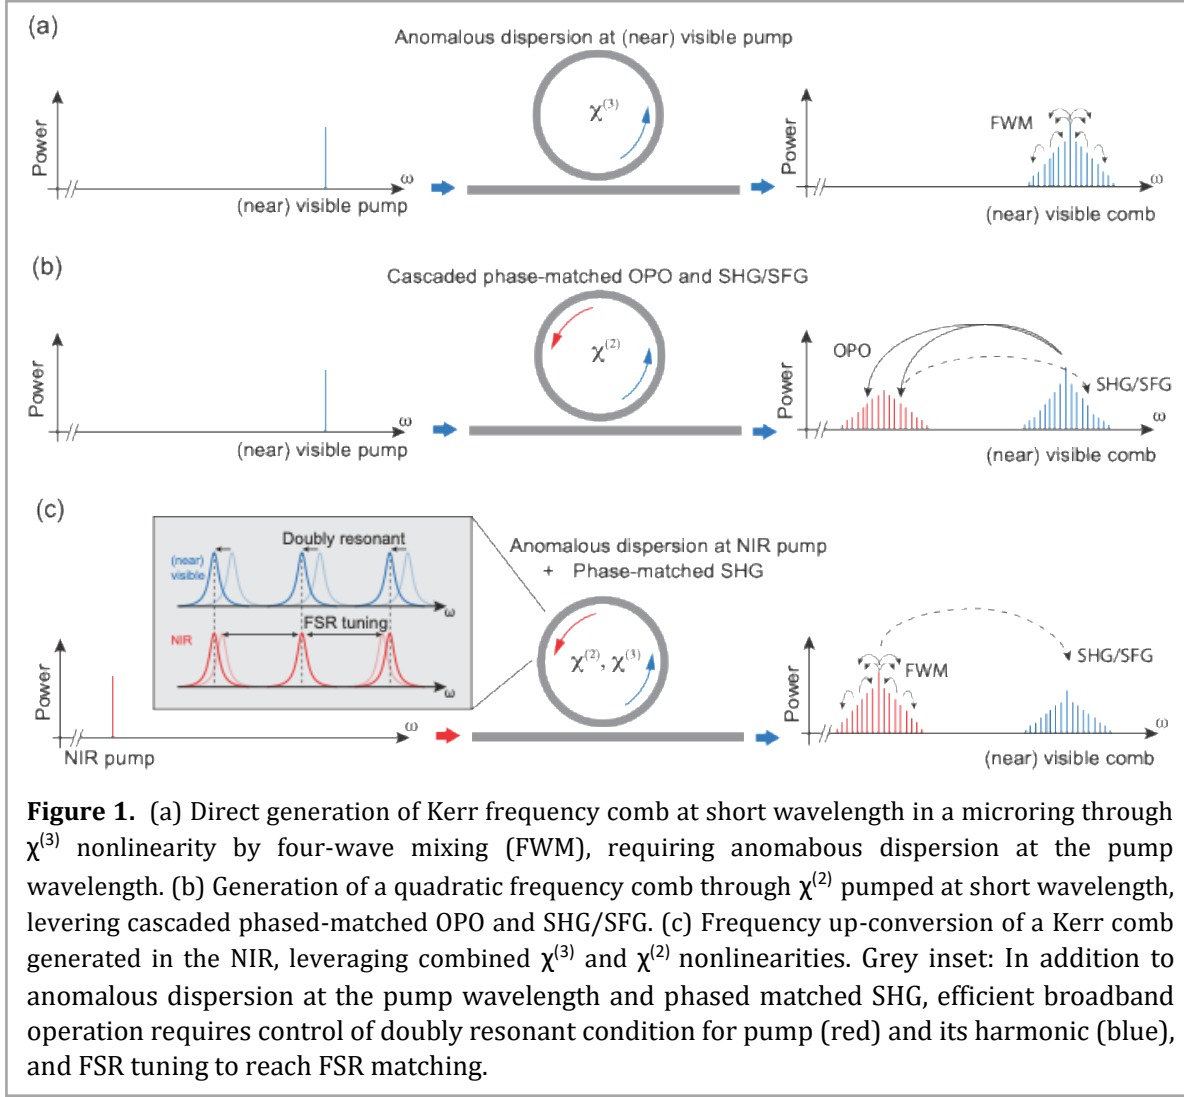 (a)
Anomalous dispersion at (near) visible pump
Power
ω
(near) visible pump
χ(3)
Power
FWM
ω
(near) visible comb
(b)
Cascaded phase-matched OPO and SHG/SFG
Power
ω
(near) visible pump
χ(2)
Power
OPO
SHG/SFG
ω
(near) visible comb
(c)
Doubly resonant
(near)
visible
ω
FSR tuning
NIR
ω
Anomalous dispersion at NIR pump
+ Phase-matched SHG
Power
ω
NIR pump
χ(2), χ(3)
Power
FWM
SHG/SFG
ω
(near) visible comb
Figure 1. (a) Direct generation of Kerr frequency comb at short wavelength in a microring through
χ(3) nonlinearity by four-wave mixing (FWM), requiring anomabous dispersion at the pump
wavelength. (b) Generation of a quadratic frequency comb through χ(2) pumped at short wavelength,
levering cascaded phased-matched OPO and SHG/SFG. (c) Frequency up-conversion of a Kerr comb
generated in the NIR, leveraging combined χ(3) and χ(2) nonlinearities. Grey inset: In addition to
anomalous dispersion at the pump wavelength and phased matched SHG, efficient broadband
operation requires control of doubly resonant condition for pump (red) and its harmonic (blue),
and FSR tuning to reach FSR matching.